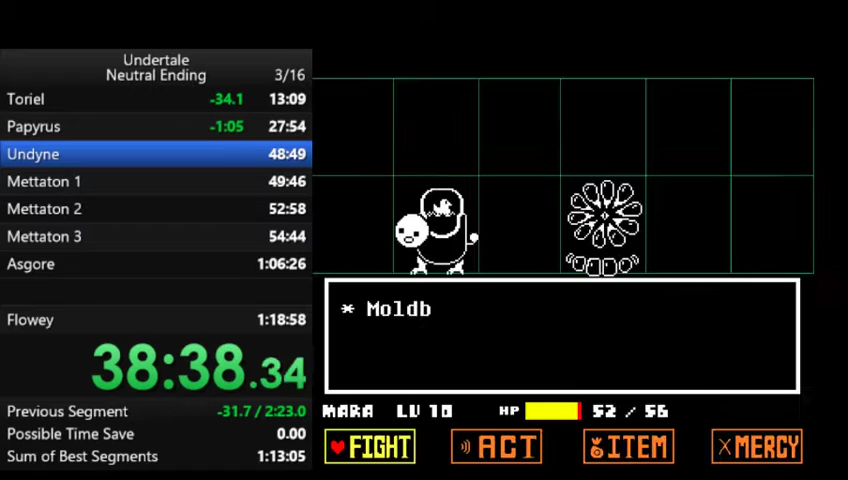 Undertale
Neutral Ending 3/16
Toriel -34.1 13:09
Papyrus -1:05 27:54
Undyne 48:49
Mettaton 1 49:46
Mettaton 2 52:58
Mettaton 3 54:44
Asgore 1:06:26
Flowey 1:18:58
38:38.34
Previous Segment -31.7 / 2:23.0
Possible Time Save 0.00
Sum of Best Segments 1:13:05
* Moldb
MARA LV 10 HP 52 / 56
FIGHT ACT ITEM MERCY